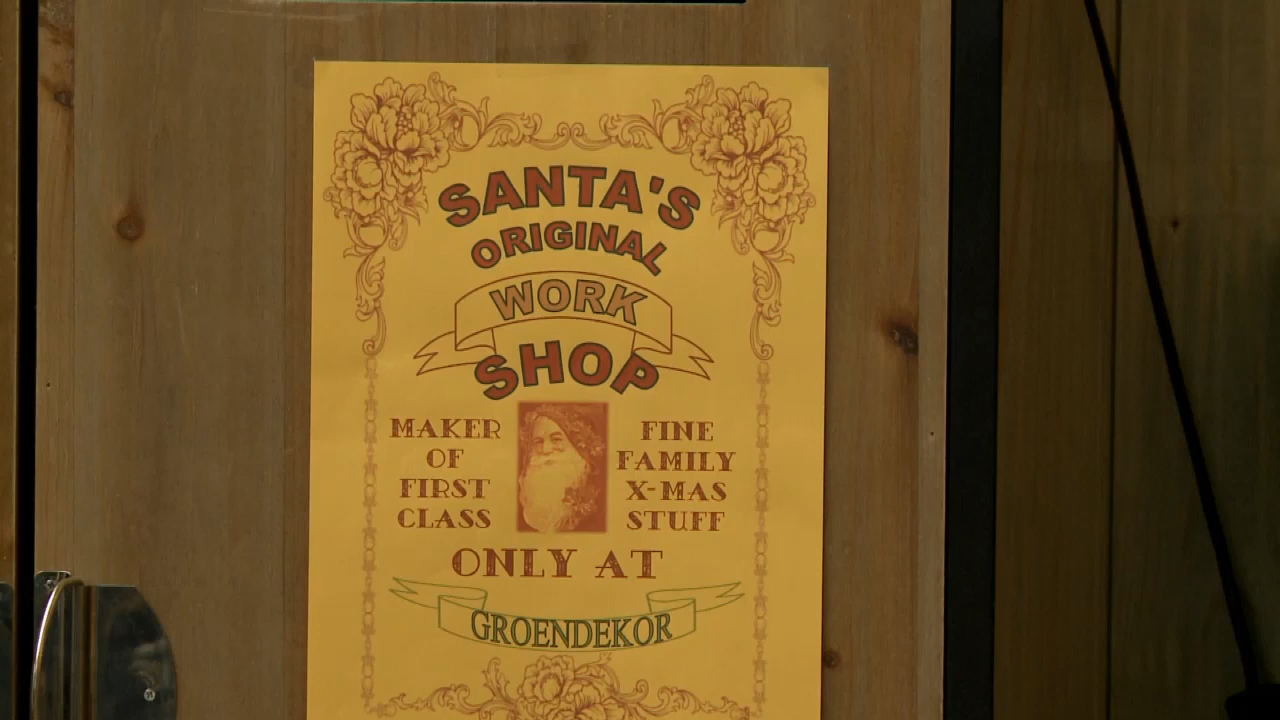 SANTA'S
ORIGINAL
WORK
SHOP
MAKER
OF
FIRST
CLASS
FINE
FAMILY
X-MAS
STUFF
ONLY AT
GROENDEKOR